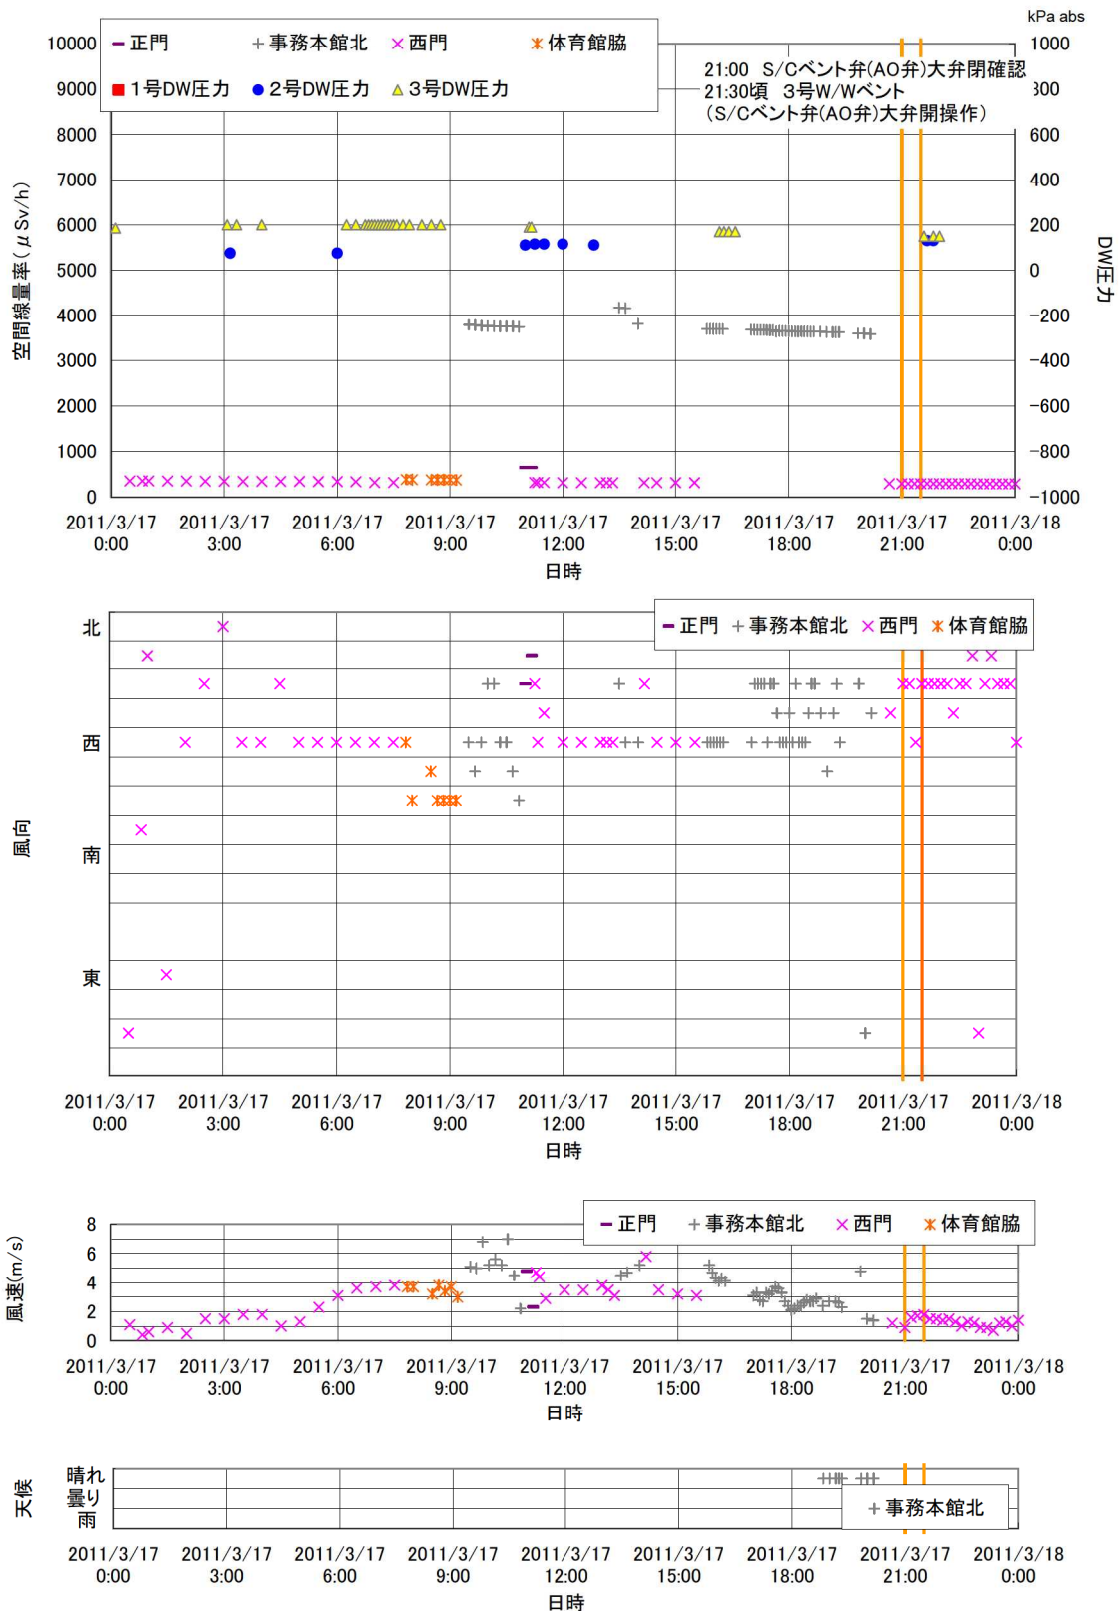 kPa abs
正門 事務本館北 西門 体育館脇
1号DW圧力 2号DW圧力 3号DW圧力
21:00 S/Cベント弁(AO弁)大弁閉確認
21:30頃 3号W/Wベント
(S/Cベント弁(AO弁)大弁開操作)
空間線量率(μSv/h)
10000
9000
8000
7000
6000
5000
4000
3000
2000
1000
0
1000
800
600
400
200
0
-200
-400
-600
-800
-1000
DW圧力
2011/3/17 2011/3/17 2011/3/17 2011/3/17 2011/3/17 2011/3/17 2011/3/17 2011/3/17 2011/3/18
0:00 3:00 6:00 9:00 12:00 15:00 18:00 21:00 0:00
日時
正門 事務本館北 西門 体育館脇
風向
北
西
南
東
2011/3/17 2011/3/17 2011/3/17 2011/3/17 2011/3/17 2011/3/17 2011/3/17 2011/3/17 2011/3/18
0:00 3:00 6:00 9:00 12:00 15:00 18:00 21:00 0:00
日時
正門 事務本館北 西門 体育館脇
風速(m/s)
8
6
4
2
0
2011/3/17 2011/3/17 2011/3/17 2011/3/17 2011/3/17 2011/3/17 2011/3/17 2011/3/17 2011/3/18
0:00 3:00 6:00 9:00 12:00 15:00 18:00 21:00 0:00
日時
天候
晴れ
曇り
雨
事務本館北
2011/3/17 2011/3/17 2011/3/17 2011/3/17 2011/3/17 2011/3/17 2011/3/17 2011/3/17 2011/3/18
0:00 3:00 6:00 9:00 12:00 15:00 18:00 21:00 0:00
日時